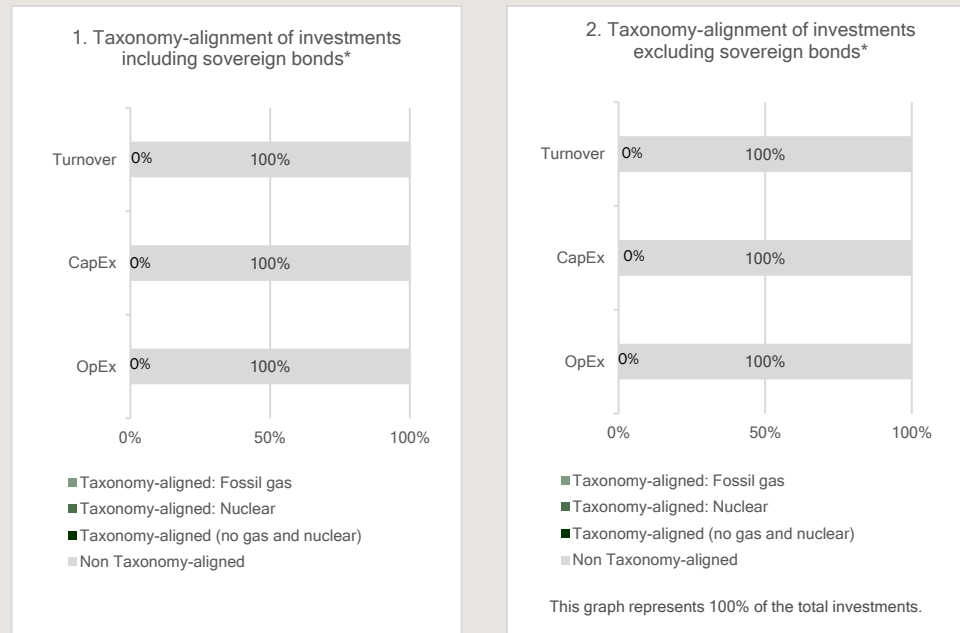 1. Taxonomy-alignment of investments
including sovereign bonds*
Turnover 0% 100%
CapEx 0% 100%
OpEx 0% 100%
0% 50% 100%
Taxonomy-aligned: Fossil gas
Taxonomy-aligned: Nuclear
Taxonomy-aligned (no gas and nuclear)
Non Taxonomy-aligned
2. Taxonomy-alignment of investments
excluding sovereign bonds*
Turnover 0% 100%
CapEx 0% 100%
OpEx 0% 100%
0% 50% 100%
Taxonomy-aligned: Fossil gas
Taxonomy-aligned: Nuclear
Taxonomy-aligned (no gas and nuclear)
Non Taxonomy-aligned
This graph represents 100% of the total investments.